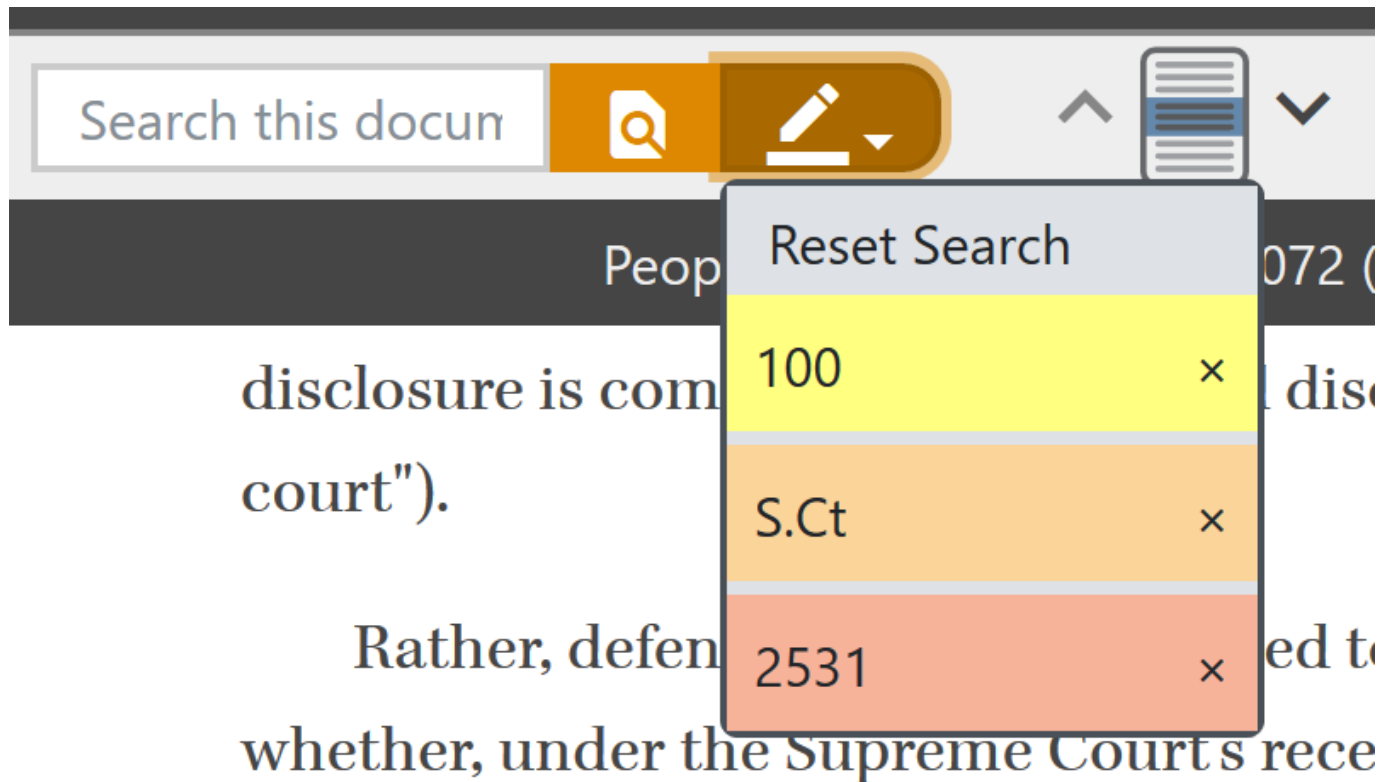 Search this docum
Reset Search
Peop 072 (
100 ×
disclosure is com disc
S.Ct ×
court").
2531 ×
Rather, defen ed to
whether, under the Supreme Court's rece